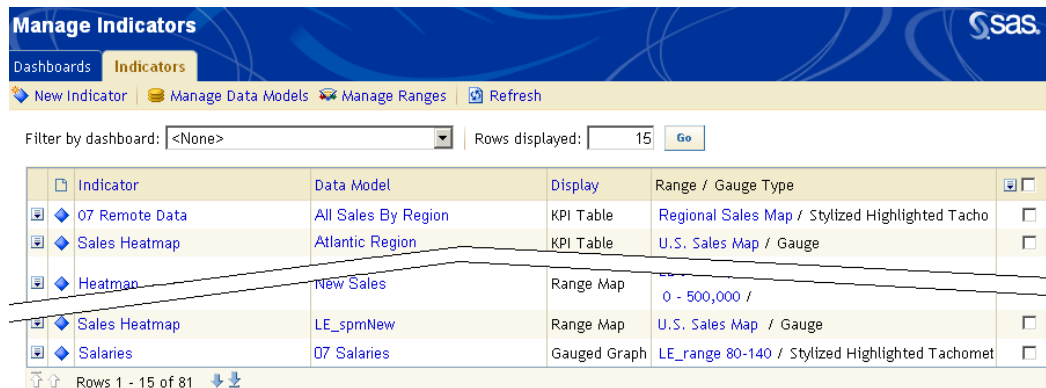 Manage Indicators
sas.
Dashboards Indicators
New Indicator Manage Data Models Manage Ranges Refresh
Filter by dashboard: <None> Rows displayed: 15 Go
Indicator Data Model Display Range / Gauge Type
07 Remote Data All Sales By Region KPI Table Regional Sales Map / Stylized Highlighted Tacho
Sales Heatmap Atlantic Region KPI Table U.S. Sales Map / Gauge
Heatmap New Sales Range Map
0 - 500,000 /
Sales Heatmap LE_spmNew Range Map U.S. Sales Map / Gauge
Salaries 07 Salaries Gauged Graph LE_range 80-140 / Stylized Highlighted Tachomet
Rows 1 - 15 of 81